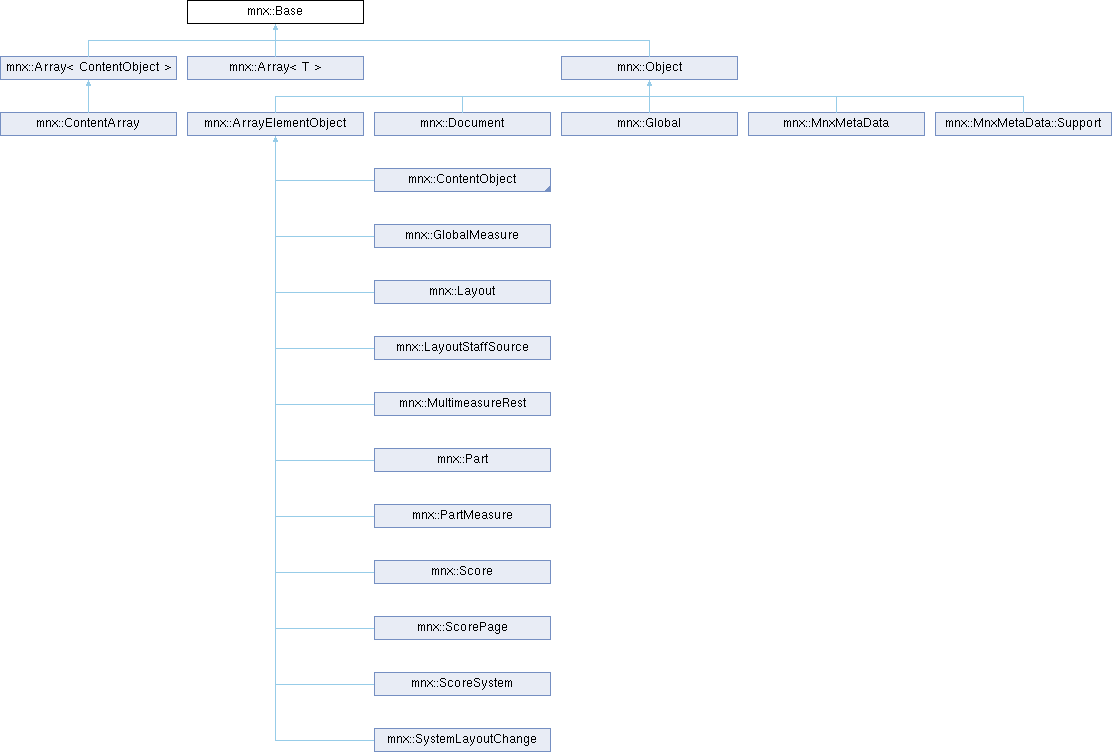 mnx::Base
mnx::Array< ContentObject >
mnx::Array< T >
mnx::Object
mnx::ContentArray
mnx::ArrayElementObject
mnx::Document
mnx::Global
mnx::MnxMetaData
mnx::MnxMetaData::Support
mnx::ContentObject
mnx::GlobalMeasure
mnx::Layout
mnx::LayoutStaffSource
mnx::MultimeasureRest
mnx::Part
mnx::PartMeasure
mnx::Score
mnx::ScorePage
mnx::ScoreSystem
mnx::SystemLayoutChange